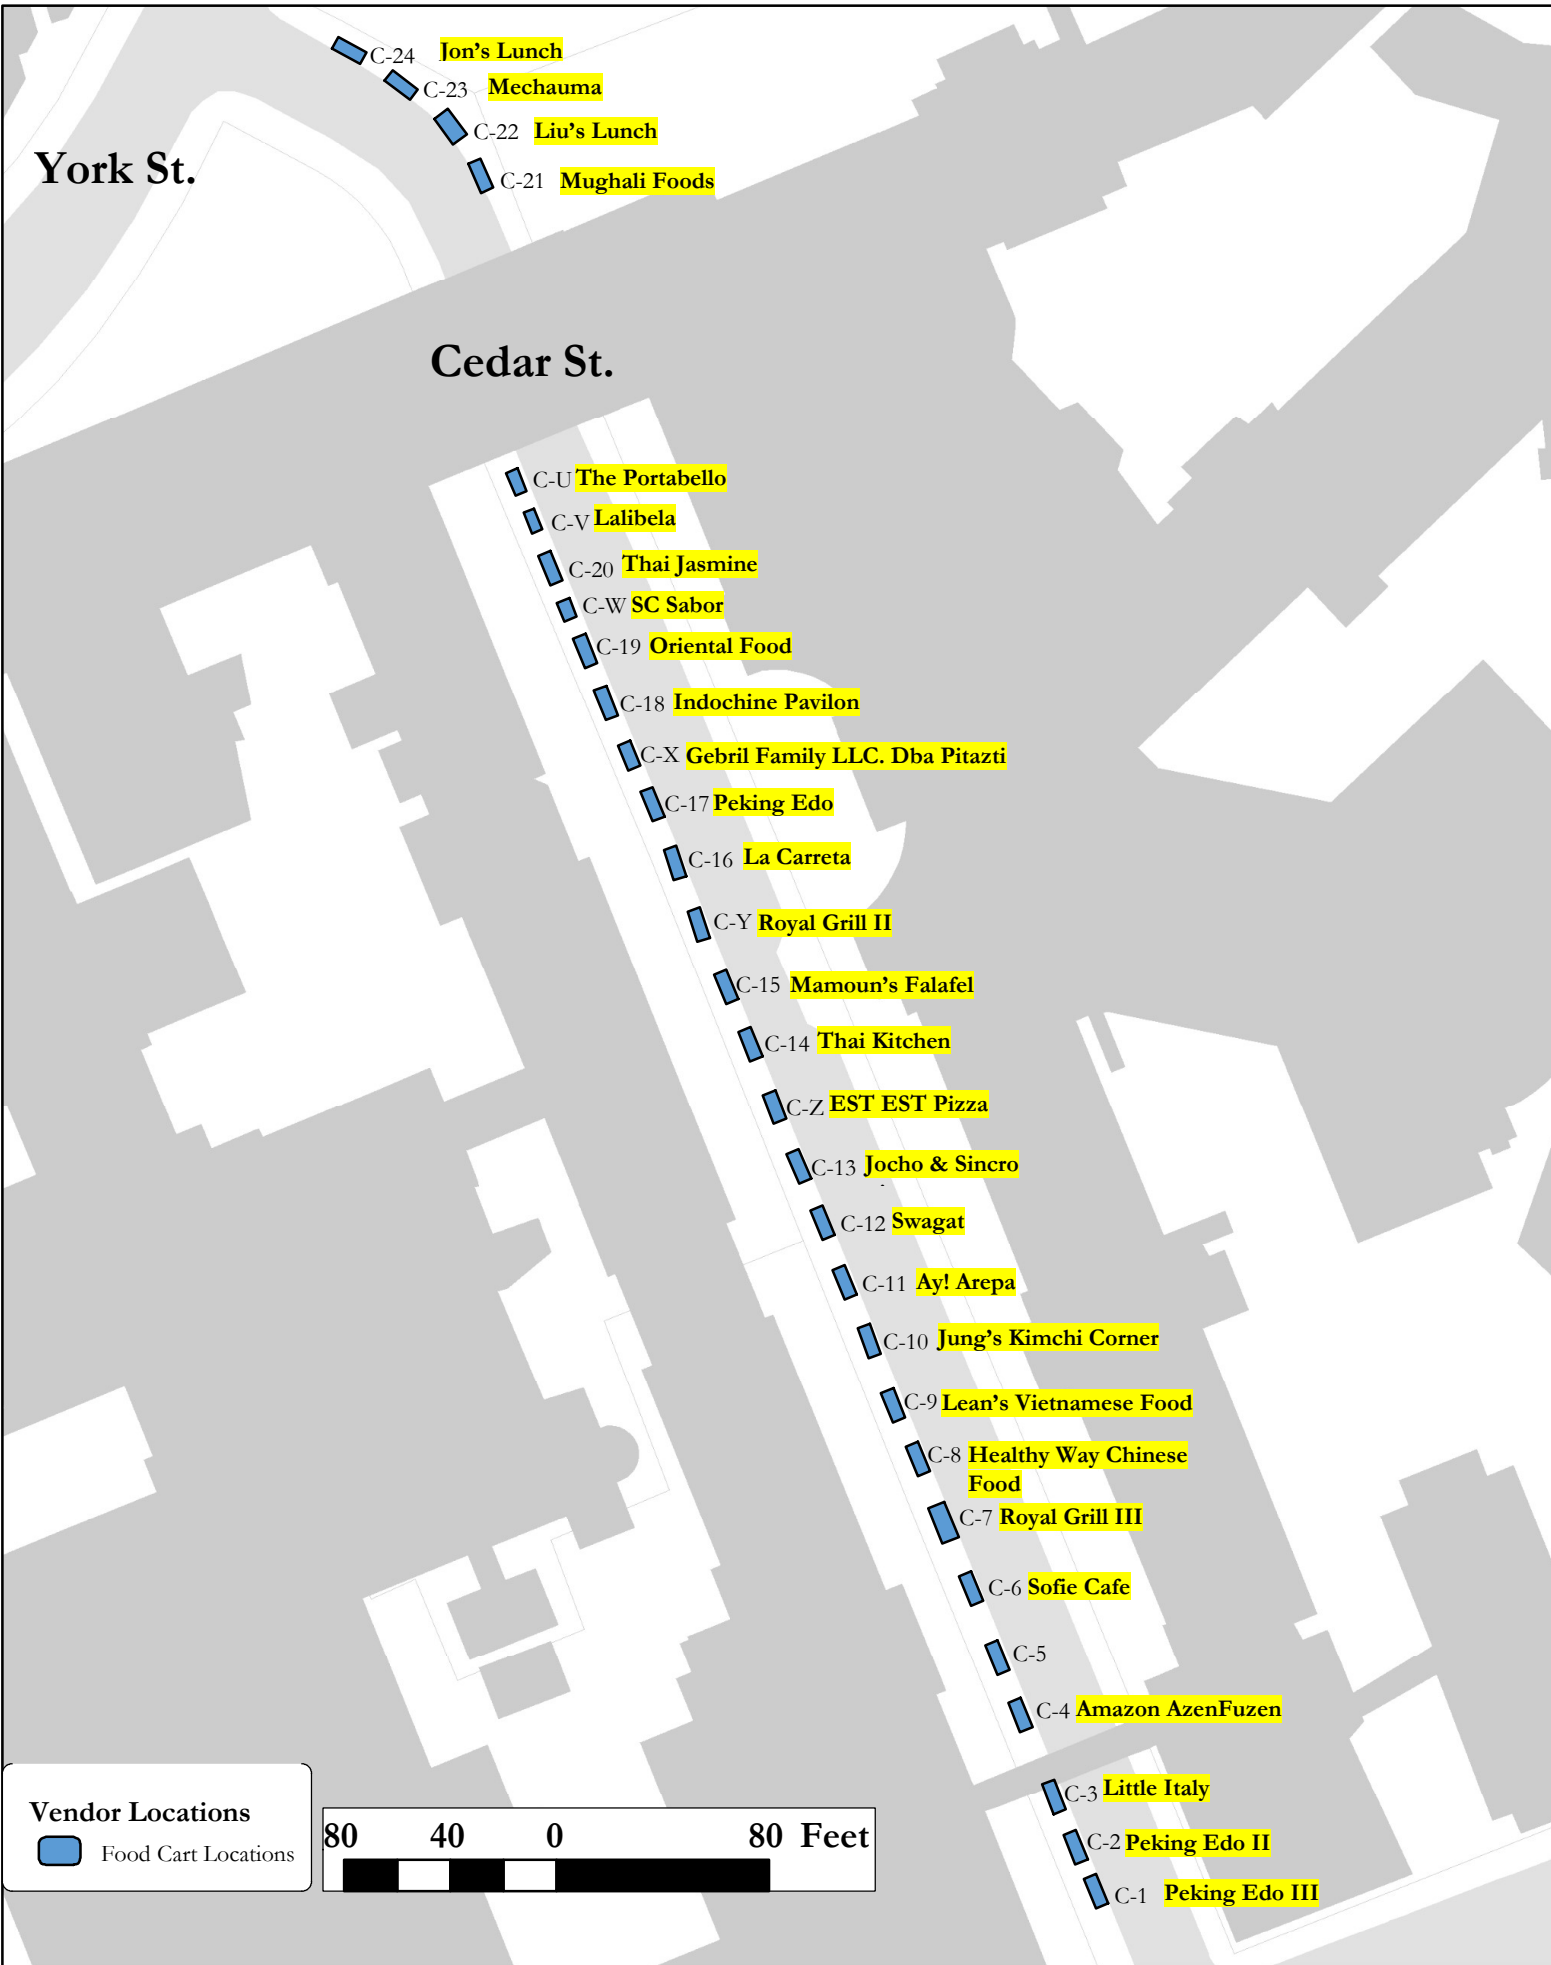 C-24 Jon's Lunch
C-23 Mechauma
C-22 Liu's Lunch
York St.
C-21 Mughali Foods
Cedar St.
C-U The Portabello
C-V Lalibela
C-20 Thai Jasmine
C-W SC Sabor
C-19 Oriental Food
C-18 Indochine Pavilon
C-X Gebril Family LLC. Dba Pitazti
C-17 Peking Edo
C-16 La Carreta
C-Y Royal Grill II
C-15 Mamoun's Falafel
C-14 Thai Kitchen
C-Z EST EST Pizza
C-13 Jocho & Sincro
C-12 Swagat
C-11 Ay! Arepa
C-10 Jung's Kimchi Corner
C-9 Lean's Vietnamese Food
C-8 Healthy Way Chinese
Food
C-7 Royal Grill III
C-6 Sofie Cafe
C-5
C-4 Amazon AzenFuzen
C-3 Little Italy
C-2 Peking Edo II
C-1 Peking Edo III
Vendor Locations
Food Cart Locations
80 40 0 80 Feet